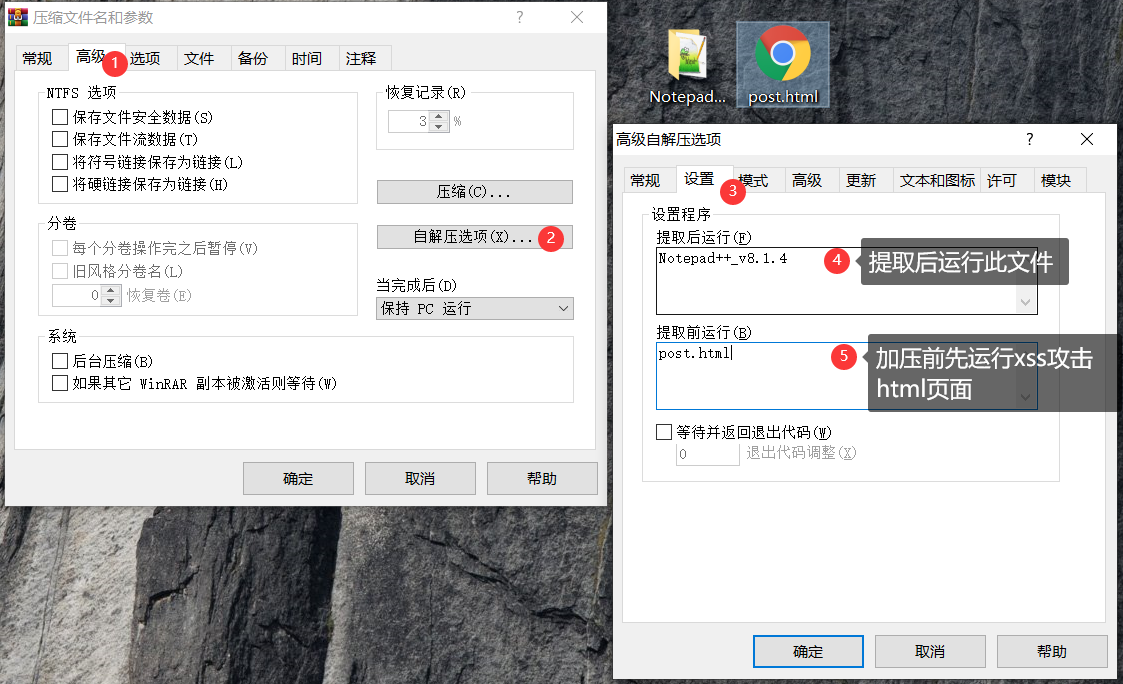 压缩文件名和参数
常规 高级 选项 文件 备份 时间 注释
1
NTFS 选项
保存文件安全数据(S)
保存文件流数据(T)
将符号链接保存为链接(L)
将硬链接保存为链接(H)
分卷
每个分卷操作完之后暂停(V)
旧风格分卷名(L)
0 恢复卷(E)
系统
后台压缩(B)
如果其它 WinRAR 副本被激活则等待(W)
恢复记录(R)
3 %
压缩(C)...
自解压选项(X)... 2
当完成后(D)
保持 PC 运行
确定 取消 帮助
Notepad... post.html
高级自解压选项
常规 设置 模式 高级 更新 文本和图标 许可 模块
3
设置程序
提取后运行(F)
Notepad++_v8.1.4
4 提取后运行此文件
提取前运行(B)
post.html
5 加压前先运行xss攻击
html页面
等待并返回退出代码(W)
0 退出代码调整(X)
确定 取消 帮助